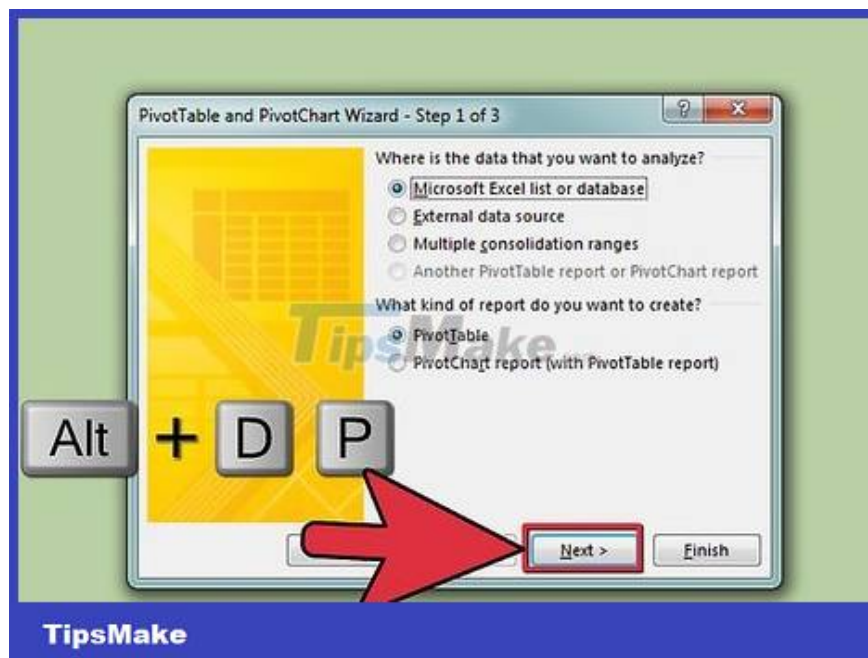 PivotTable and PivotChart Wizard - Step 1 of 3
?
Where is the data that you want to analyze?
Microsoft Excel list or database
External data source
Multiple consolidation ranges
Another PivotTable report or PivotChart report
What kind of report do you want to create?
PivotTable
PivotChart report (with PivotTable report)
TipsMake
Alt + D P
Next >
Finish
TipsMake